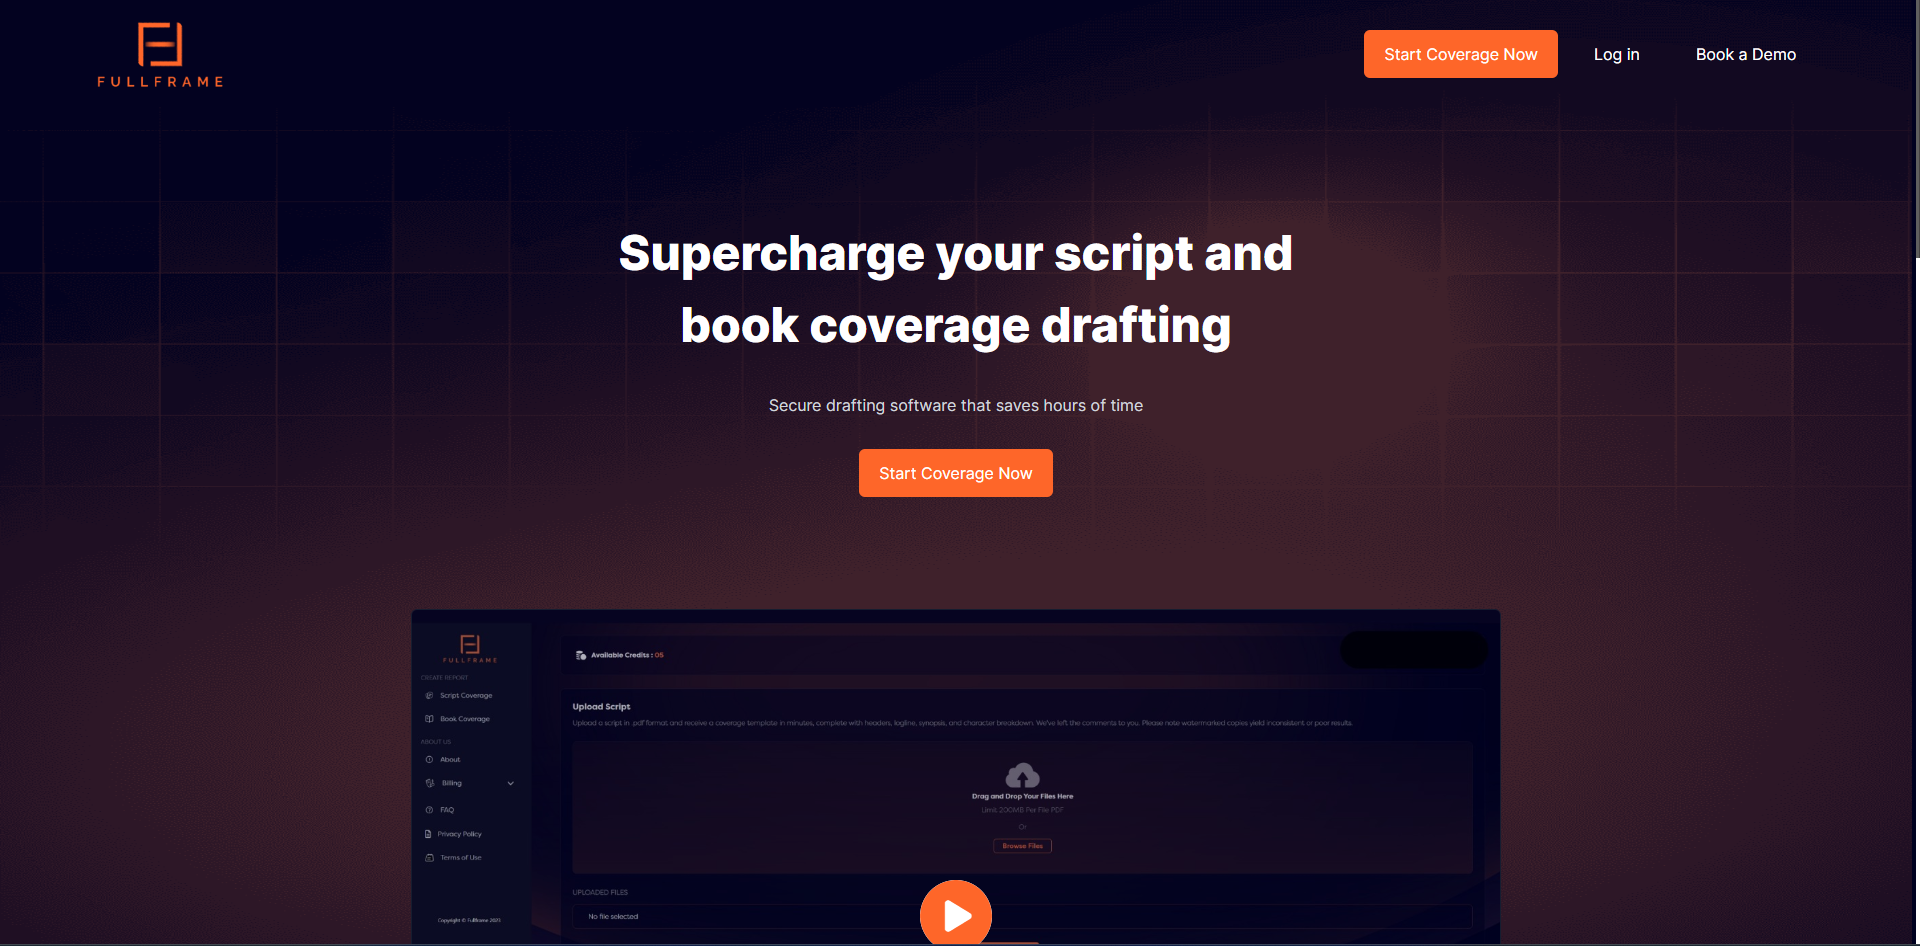 FULLFRAME
Start Coverage Now
Log in
Book a Demo
Supercharge your script and
book coverage drafting
Secure drafting software that saves hours of time
Start Coverage Now
FULLFRAME
CREATE REPORT
Script Coverage
Book Coverage
ABOUT US
About
Billing
FAQ
Privacy Policy
Terms of Use
Copyright © Fullframe 2023
Available Credits : 05
Upload Script
Upload a script in .pdf format and receive a coverage template in minutes, complete with headers, logline, synopsis, and character breakdown. We've left the comments to you. Please note watermarked copies yield inconsistent or poor results.
Drag and Drop Your Files Here
Limit 200MB Per File PDF
Or
Browse Files
UPLOADED FILES
No file selected